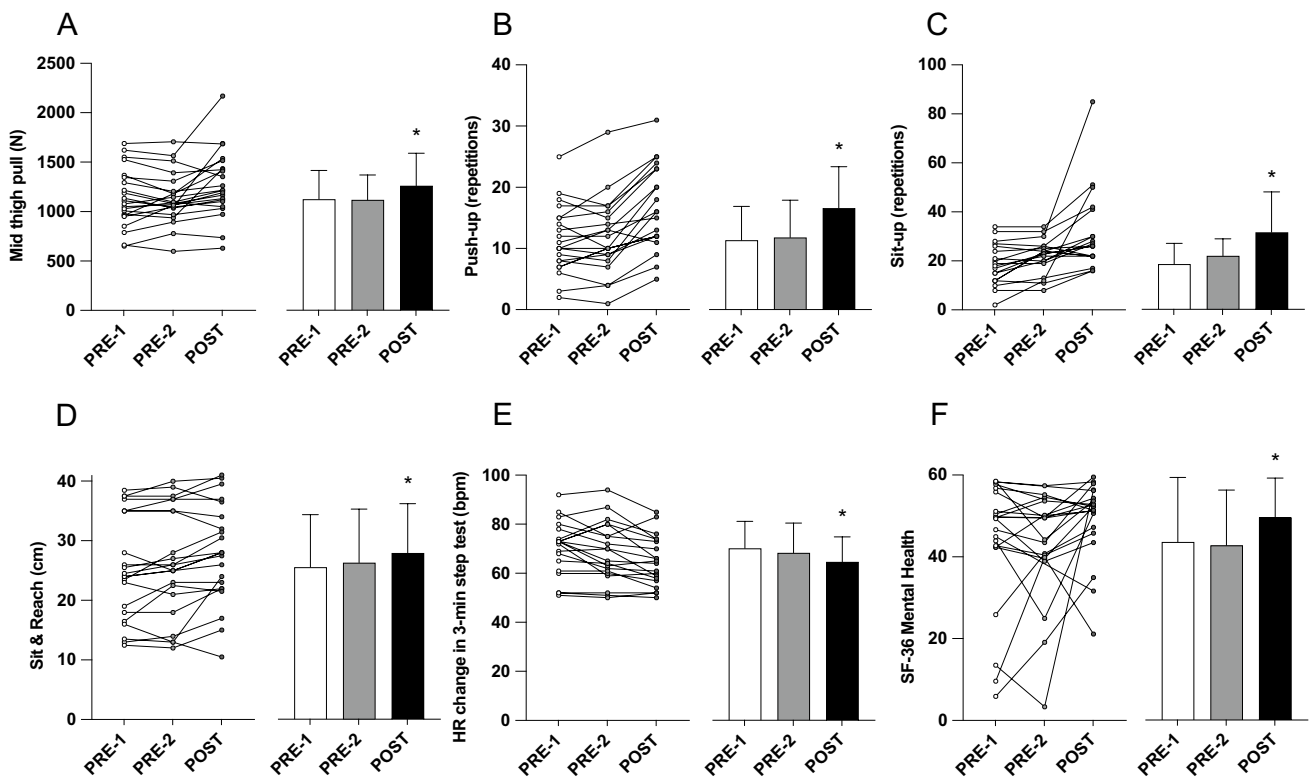 A
Mid thigh pull (N)
2500
2000
1500
1000
500
0
PRE-1
PRE-2
POST
*
PRE-1
PRE-2
POST
B
Push-up (repetitions)
40
30
20
10
0
PRE-1
PRE-2
POST
*
PRE-1
PRE-2
POST
C
Sit-up (repetitions)
100
80
60
40
20
0
PRE-1
PRE-2
POST
*
PRE-1
PRE-2
POST
D
Sit & Reach (cm)
40
30
20
10
0
PRE-1
PRE-2
POST
*
PRE-1
PRE-2
POST
E
HR change in 3-min step test (bpm)
100
80
60
40
20
0
PRE-1
PRE-2
POST
*
PRE-1
PRE-2
POST
F
SF-36 Mental Health
60
40
20
0
PRE-1
PRE-2
POST
*
PRE-1
PRE-2
POST